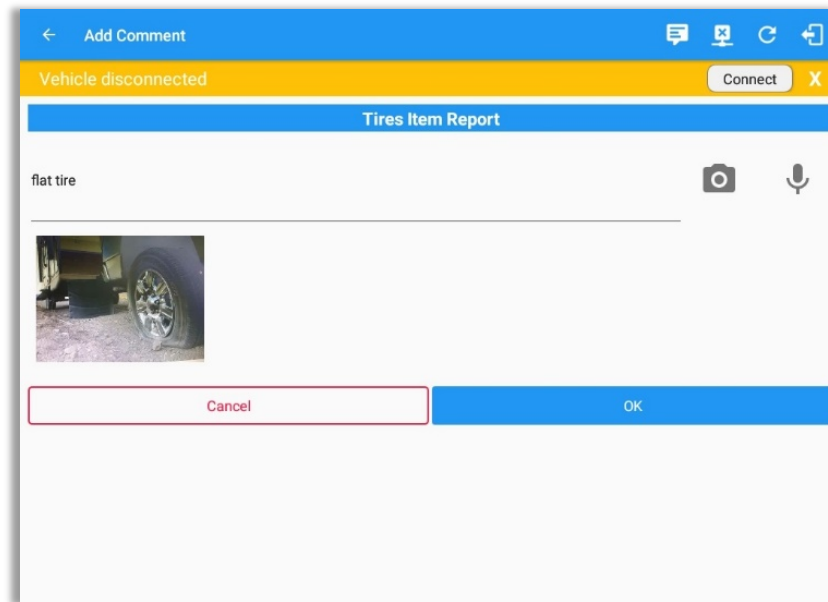 Add Comment
Vehicle disconnected
Connect
X
Tires Item Report
flat tire
Cancel
OK